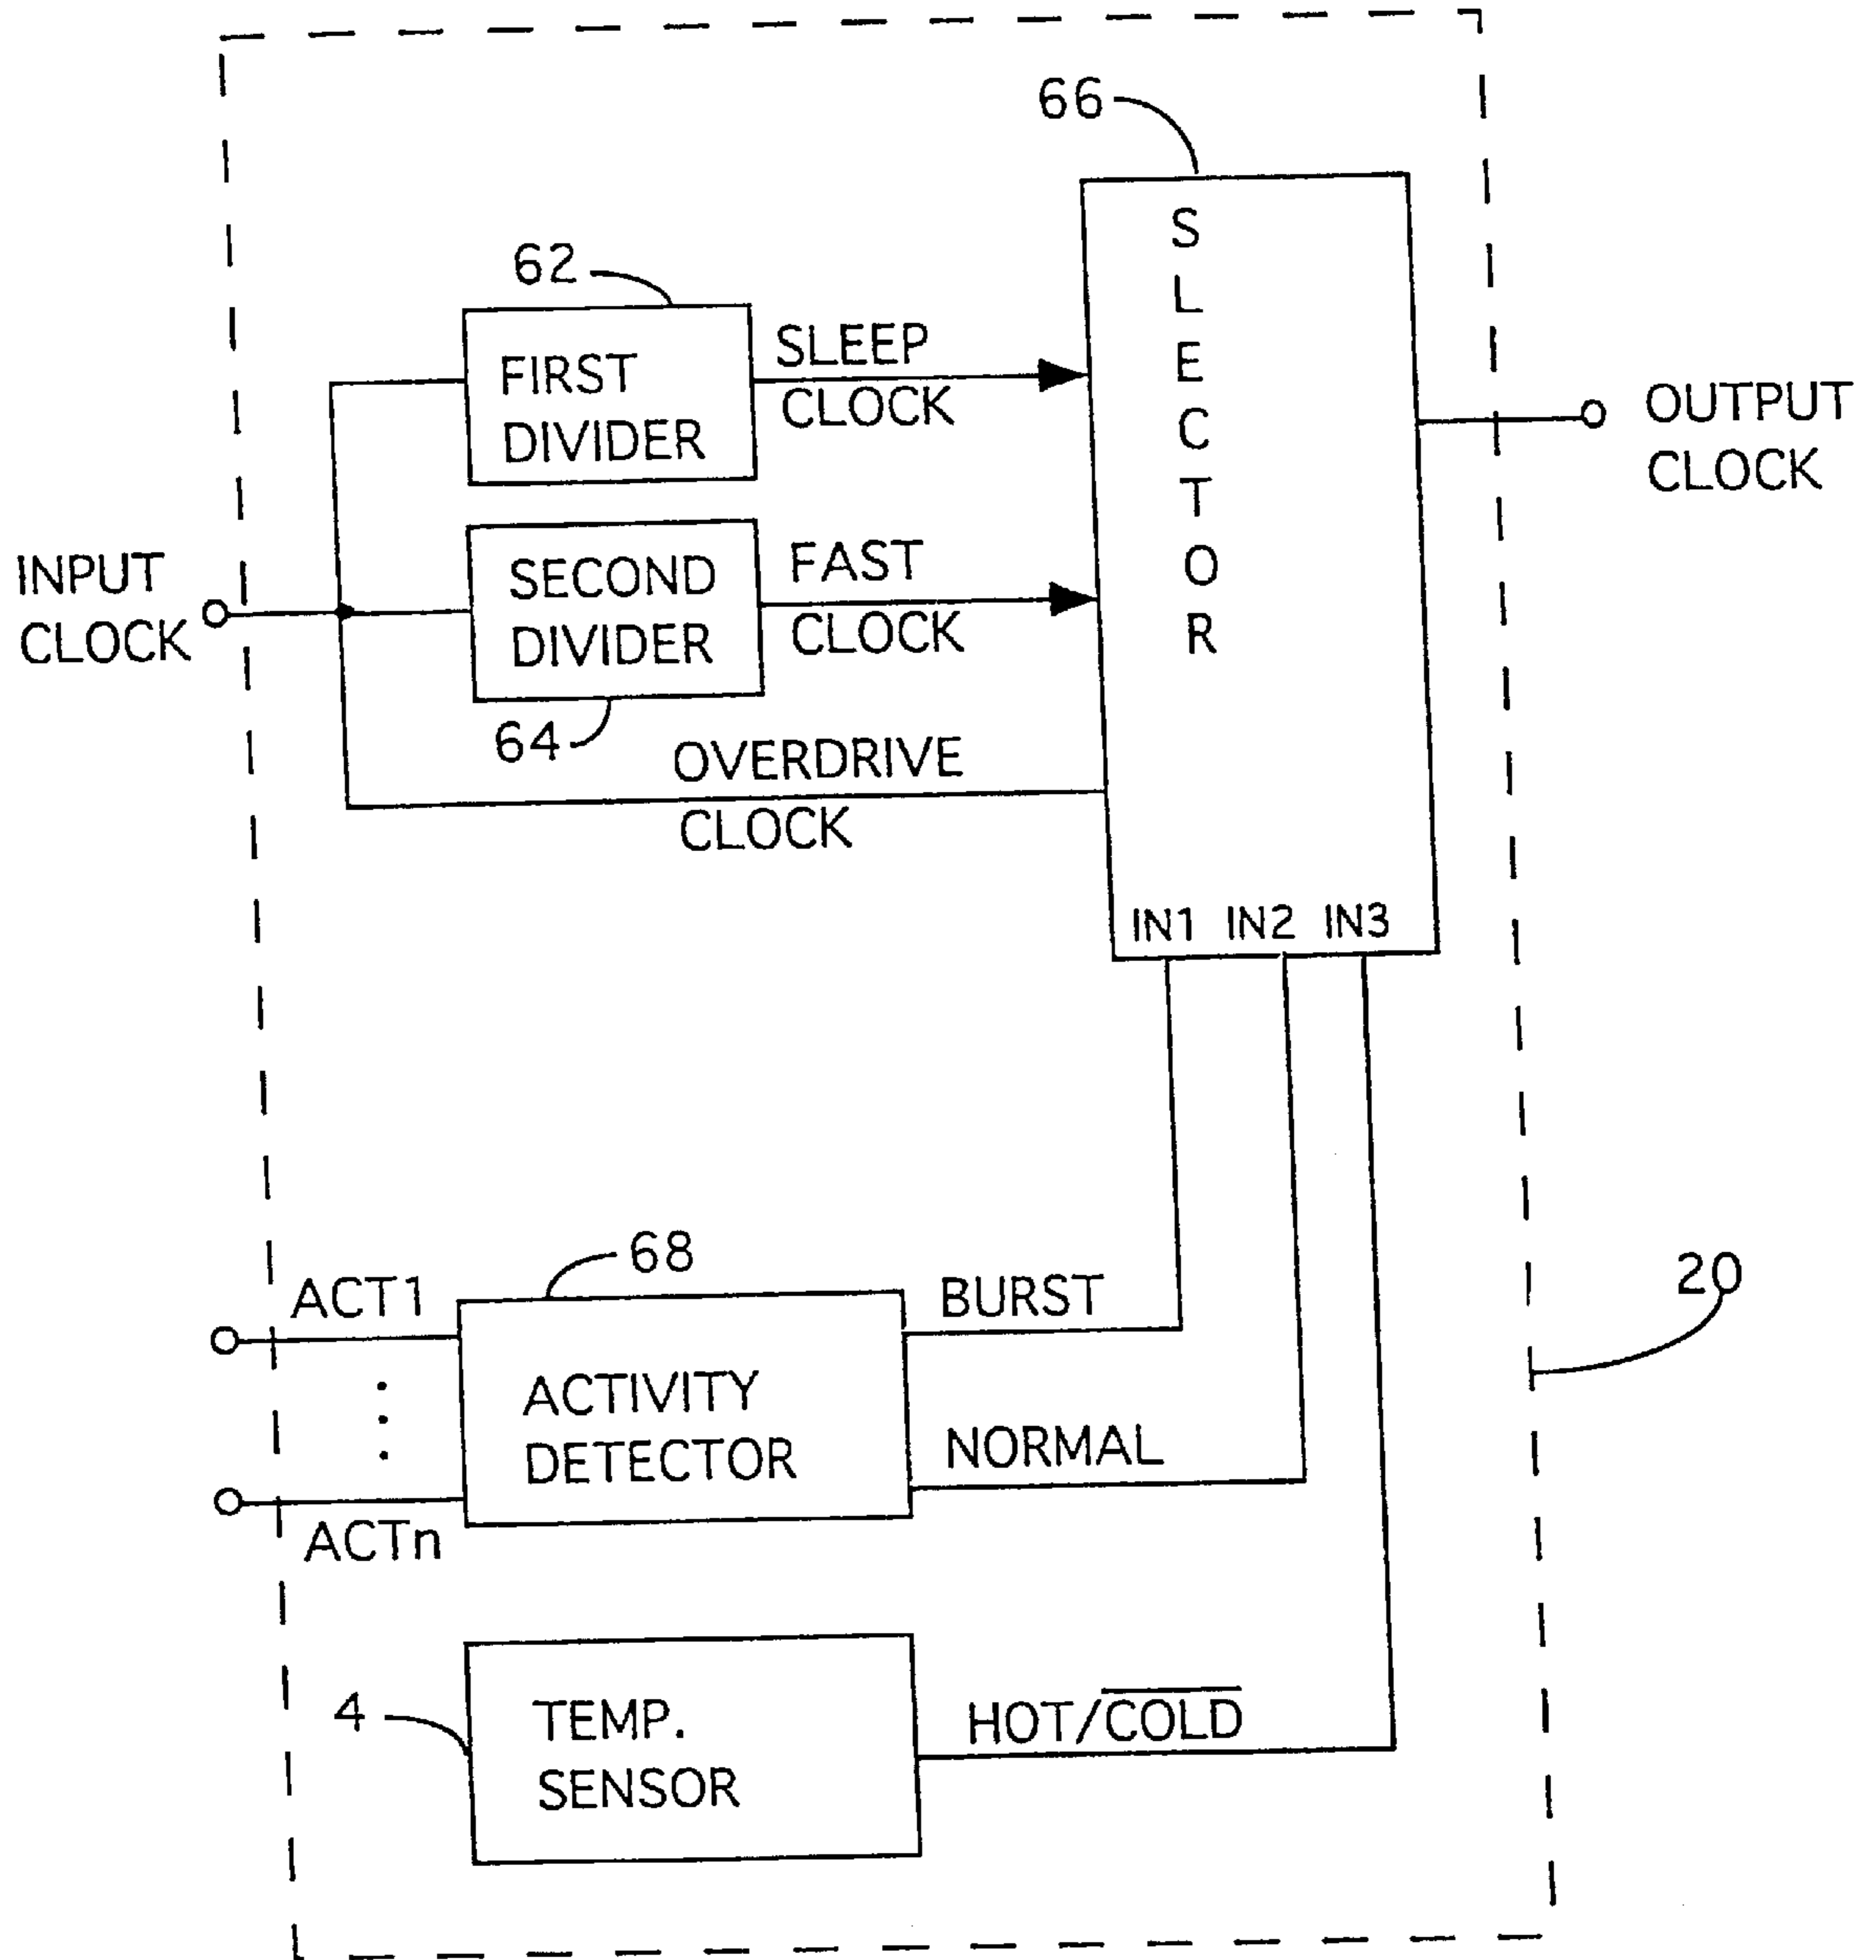 66
SLECTOR
62
FIRST
DIVIDER
SLEEP
CLOCK
OUTPUT
CLOCK
INPUT
CLOCK
SECOND
DIVIDER
FAST
CLOCK
64
OVERDRIVE
CLOCK
IN1 IN2 IN3
68
ACT1
BURST
20
ACTIVITY
DETECTOR
NORMAL
ACTn
4
TEMP.
SENSOR
HOT/C̅O̅L̅D̅